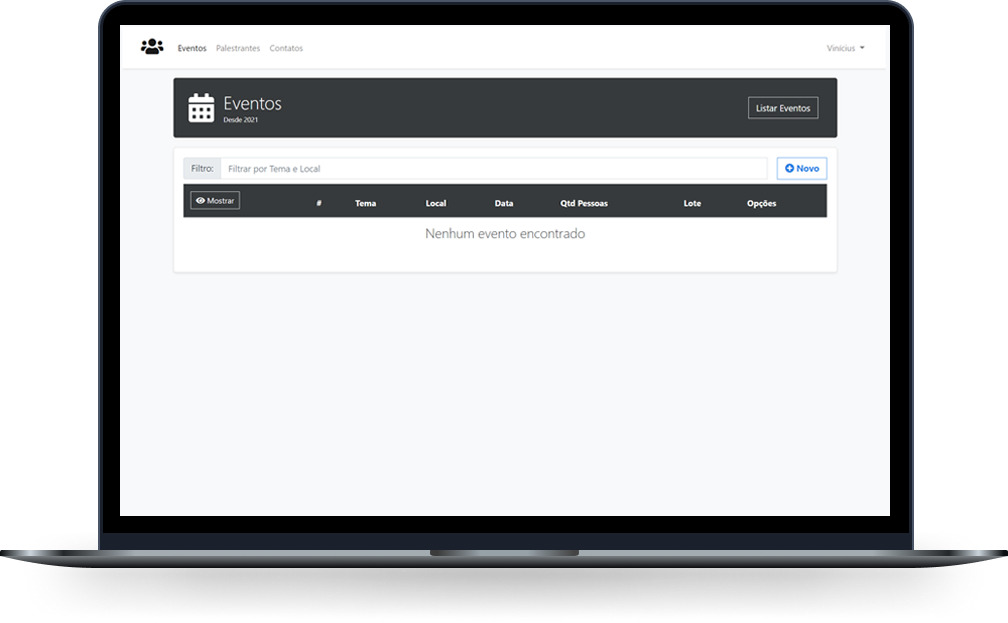 Eventos Palestrantes Contatos Vinicius
Eventos
Desde 2021
Listar Eventos
Filtro: Filtrar por Tema e Local Novo
Mostrar # Tema Local Data Qtd Pessoas Lote Opções
Nenhum evento encontrado